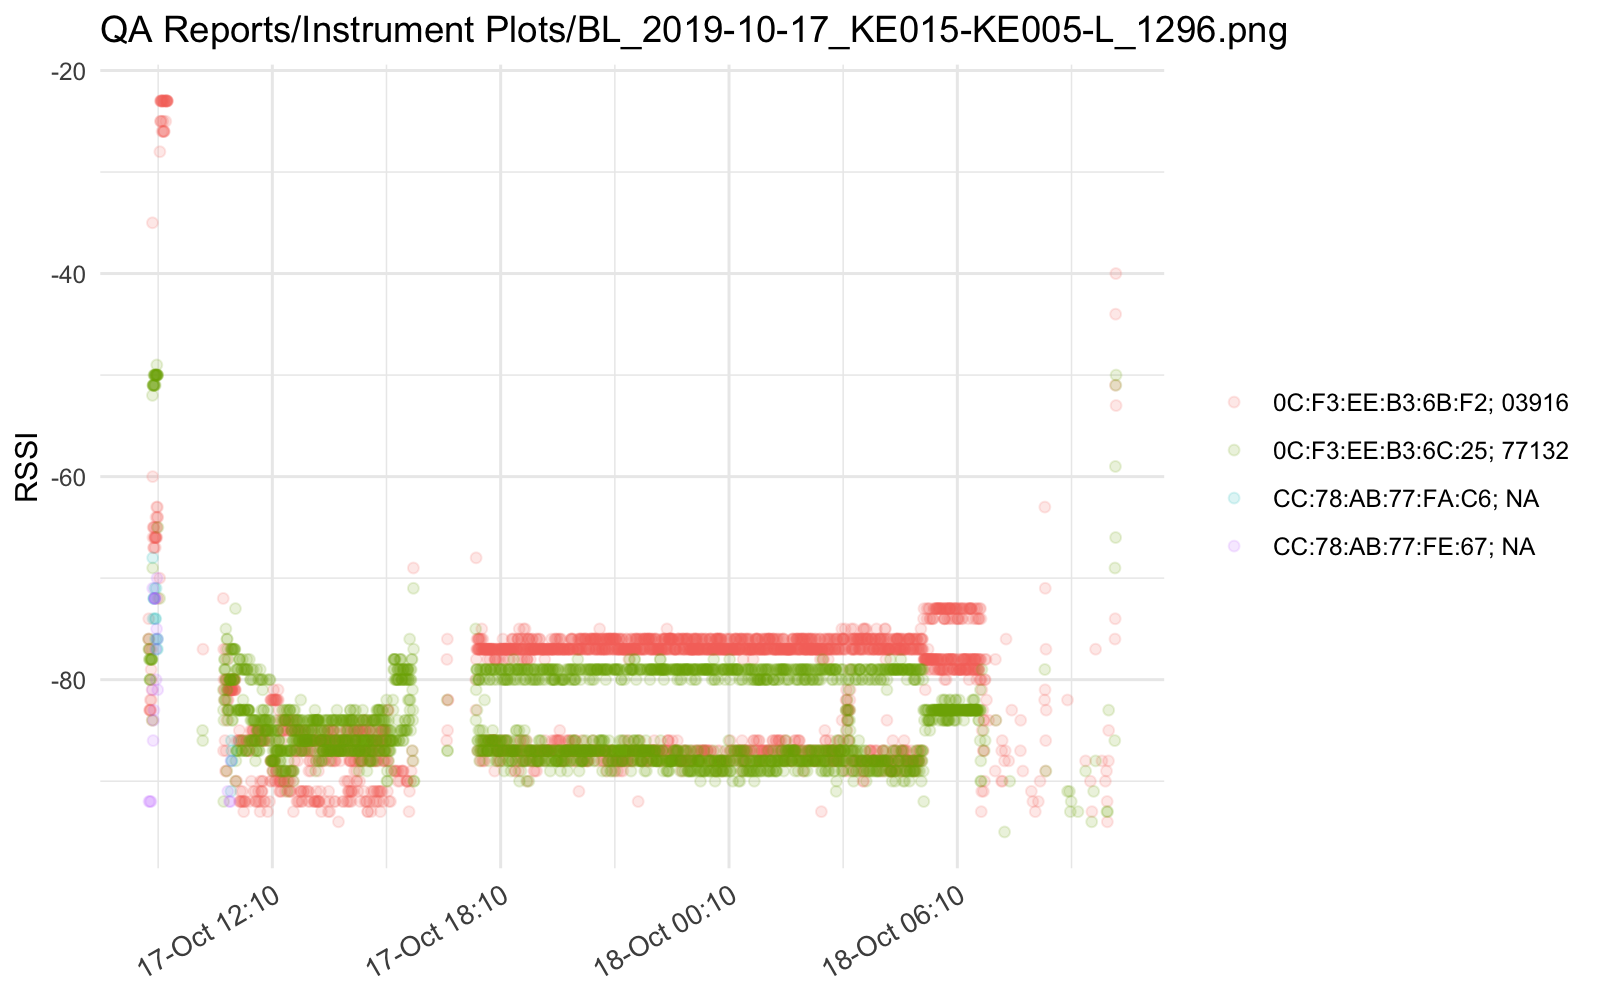 QA Reports/Instrument Plots/BL_2019-10-17_KE015-KE005-L_1296.png
-20
-40
-60
-80
RSSI
17-Oct 12:10
17-Oct 18:10
18-Oct 00:10
18-Oct 06:10
0C:F3:EE:B3:6B:F2; 03916
0C:F3:EE:B3:6C:25; 77132
CC:78:AB:77:FA:C6; NA
CC:78:AB:77:FE:67; NA